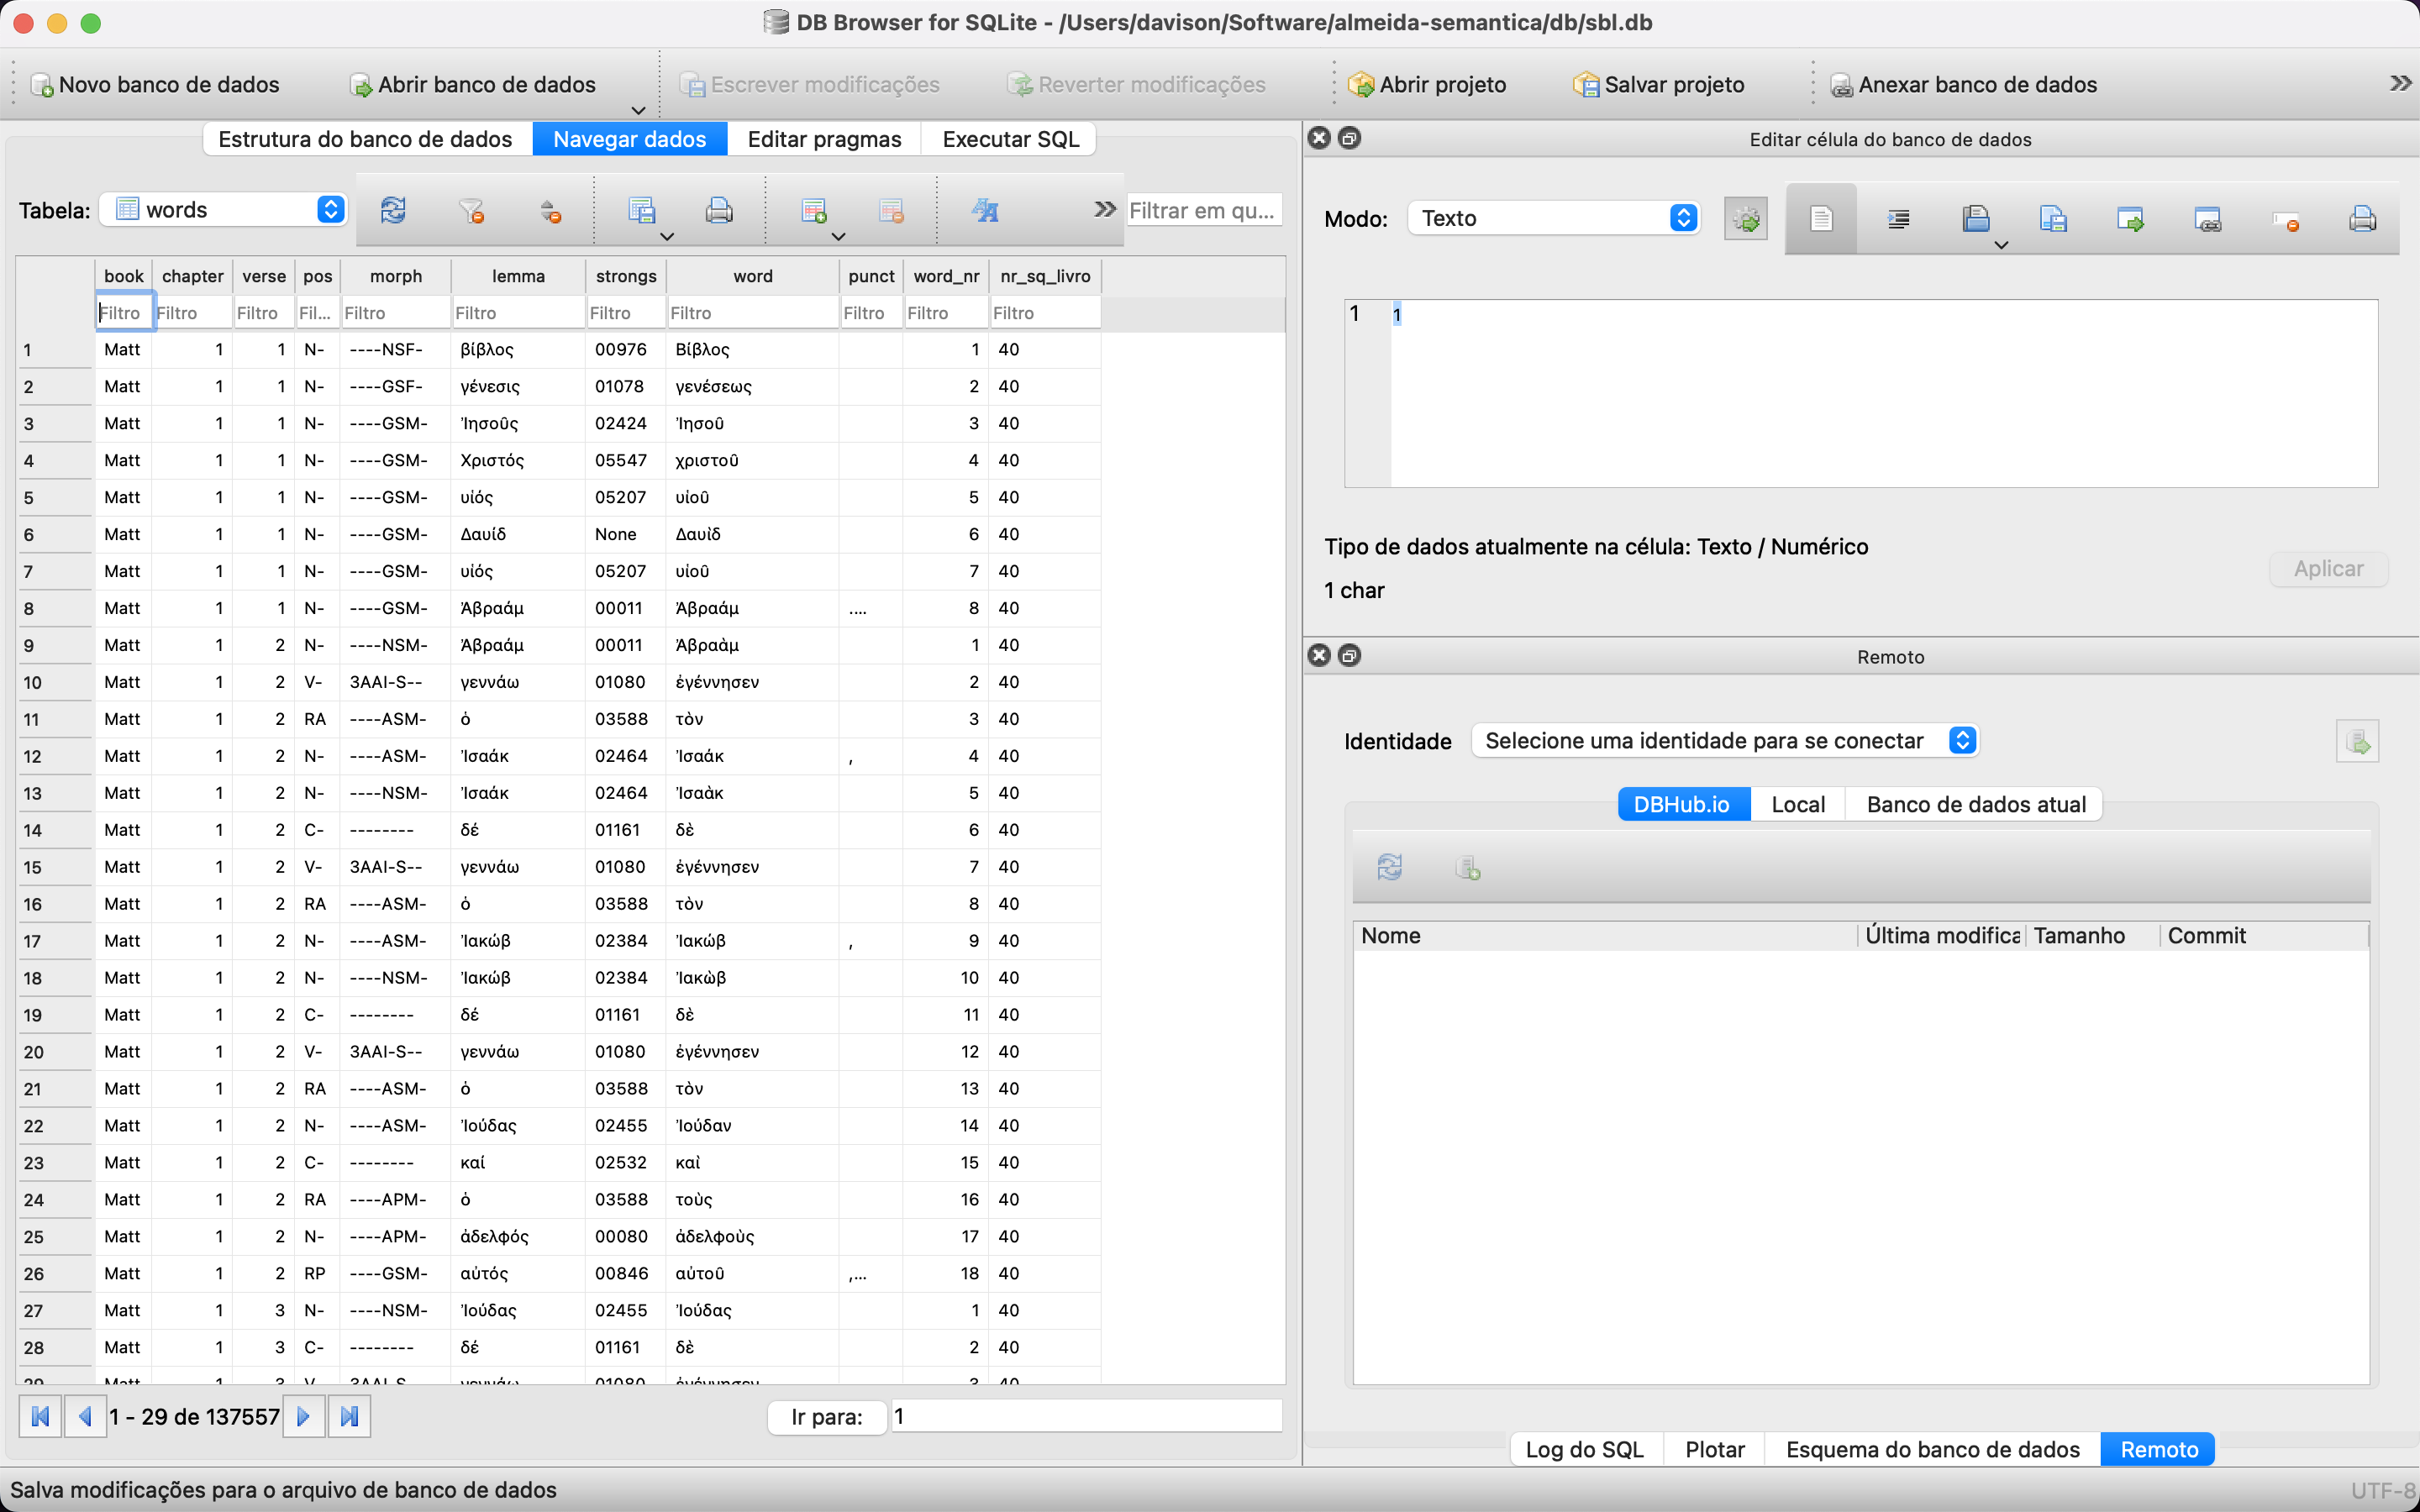 DB Browser for SQLite - /Users/davison/Software/almeida-semantica/db/sbl.db
Novo banco de dados Abrir banco de dados Escrever modificações Reverter modificações Abrir projeto Salvar projeto Anexar banco de dados »
Estrutura do banco de dados Navegar dados Editar pragmas Executar SQL
Tabela: words » Filtrar em qu...
book chapter verse pos morph lemma strongs word punct word_nr nr_sq_livro
Filtro Filtro Filtro Fil... Filtro Filtro Filtro Filtro Filtro Filtro Filtro
1 Matt 1 1 N- ----NSF- βίβλος 00976 Βίβλος 1 40
2 Matt 1 1 N- ----GSF- γένεσις 01078 γενέσεως 2 40
3 Matt 1 1 N- ----GSM- Ἰησοῦς 02424 Ἰησοῦ 3 40
4 Matt 1 1 N- ----GSM- Χριστός 05547 χριστοῦ 4 40
5 Matt 1 1 N- ----GSM- υἱός 05207 υἱοῦ 5 40
6 Matt 1 1 N- ----GSM- Δαυίδ None Δαυὶδ 6 40
7 Matt 1 1 N- ----GSM- υἱός 05207 υἱοῦ 7 40
8 Matt 1 1 N- ----GSM- Ἀβραάμ 00011 Ἀβραάμ .... 8 40
9 Matt 1 2 N- ----NSM- Ἀβραάμ 00011 Ἀβραὰμ 1 40
10 Matt 1 2 V- 3AAI-S-- γεννάω 01080 ἐγέννησεν 2 40
11 Matt 1 2 RA ----ASM- ὁ 03588 τὸν 3 40
12 Matt 1 2 N- ----ASM- Ἰσαάκ 02464 Ἰσαάκ , 4 40
13 Matt 1 2 N- ----NSM- Ἰσαάκ 02464 Ἰσαὰκ 5 40
14 Matt 1 2 C- -------- δέ 01161 δὲ 6 40
15 Matt 1 2 V- 3AAI-S-- γεννάω 01080 ἐγέννησεν 7 40
16 Matt 1 2 RA ----ASM- ὁ 03588 τὸν 8 40
17 Matt 1 2 N- ----ASM- Ἰακώβ 02384 Ἰακώβ , 9 40
18 Matt 1 2 N- ----NSM- Ἰακώβ 02384 Ἰακὼβ 10 40
19 Matt 1 2 C- -------- δέ 01161 δὲ 11 40
20 Matt 1 2 V- 3AAI-S-- γεννάω 01080 ἐγέννησεν 12 40
21 Matt 1 2 RA ----ASM- ὁ 03588 τὸν 13 40
22 Matt 1 2 N- ----ASM- Ἰούδας 02455 Ἰούδαν 14 40
23 Matt 1 2 C- -------- καί 02532 καὶ 15 40
24 Matt 1 2 RA ----APM- ὁ 03588 τοὺς 16 40
25 Matt 1 2 N- ----APM- ἀδελφός 00080 ἀδελφοὺς 17 40
26 Matt 1 2 RP ----GSM- αὐτός 00846 αὐτοῦ ,... 18 40
27 Matt 1 3 N- ----NSM- Ἰούδας 02455 Ἰούδας 1 40
28 Matt 1 3 C- -------- δέ 01161 δὲ 2 40
29 Matt 1 3 V- 3AAI-S-- γεννάω 01080 ἐγέννησεν 3 40
1 - 29 de 137557 Ir para: 1
Editar célula do banco de dados
Modo: Texto
1 1
Tipo de dados atualmente na célula: Texto / Numérico
1 char
Aplicar
Remoto
Identidade Selecione uma identidade para se conectar
DBHub.io Local Banco de dados atual
Nome Última modifica Tamanho Commit
Log do SQL Plotar Esquema do banco de dados Remoto
Salva modificações para o arquivo de banco de dados UTF-8